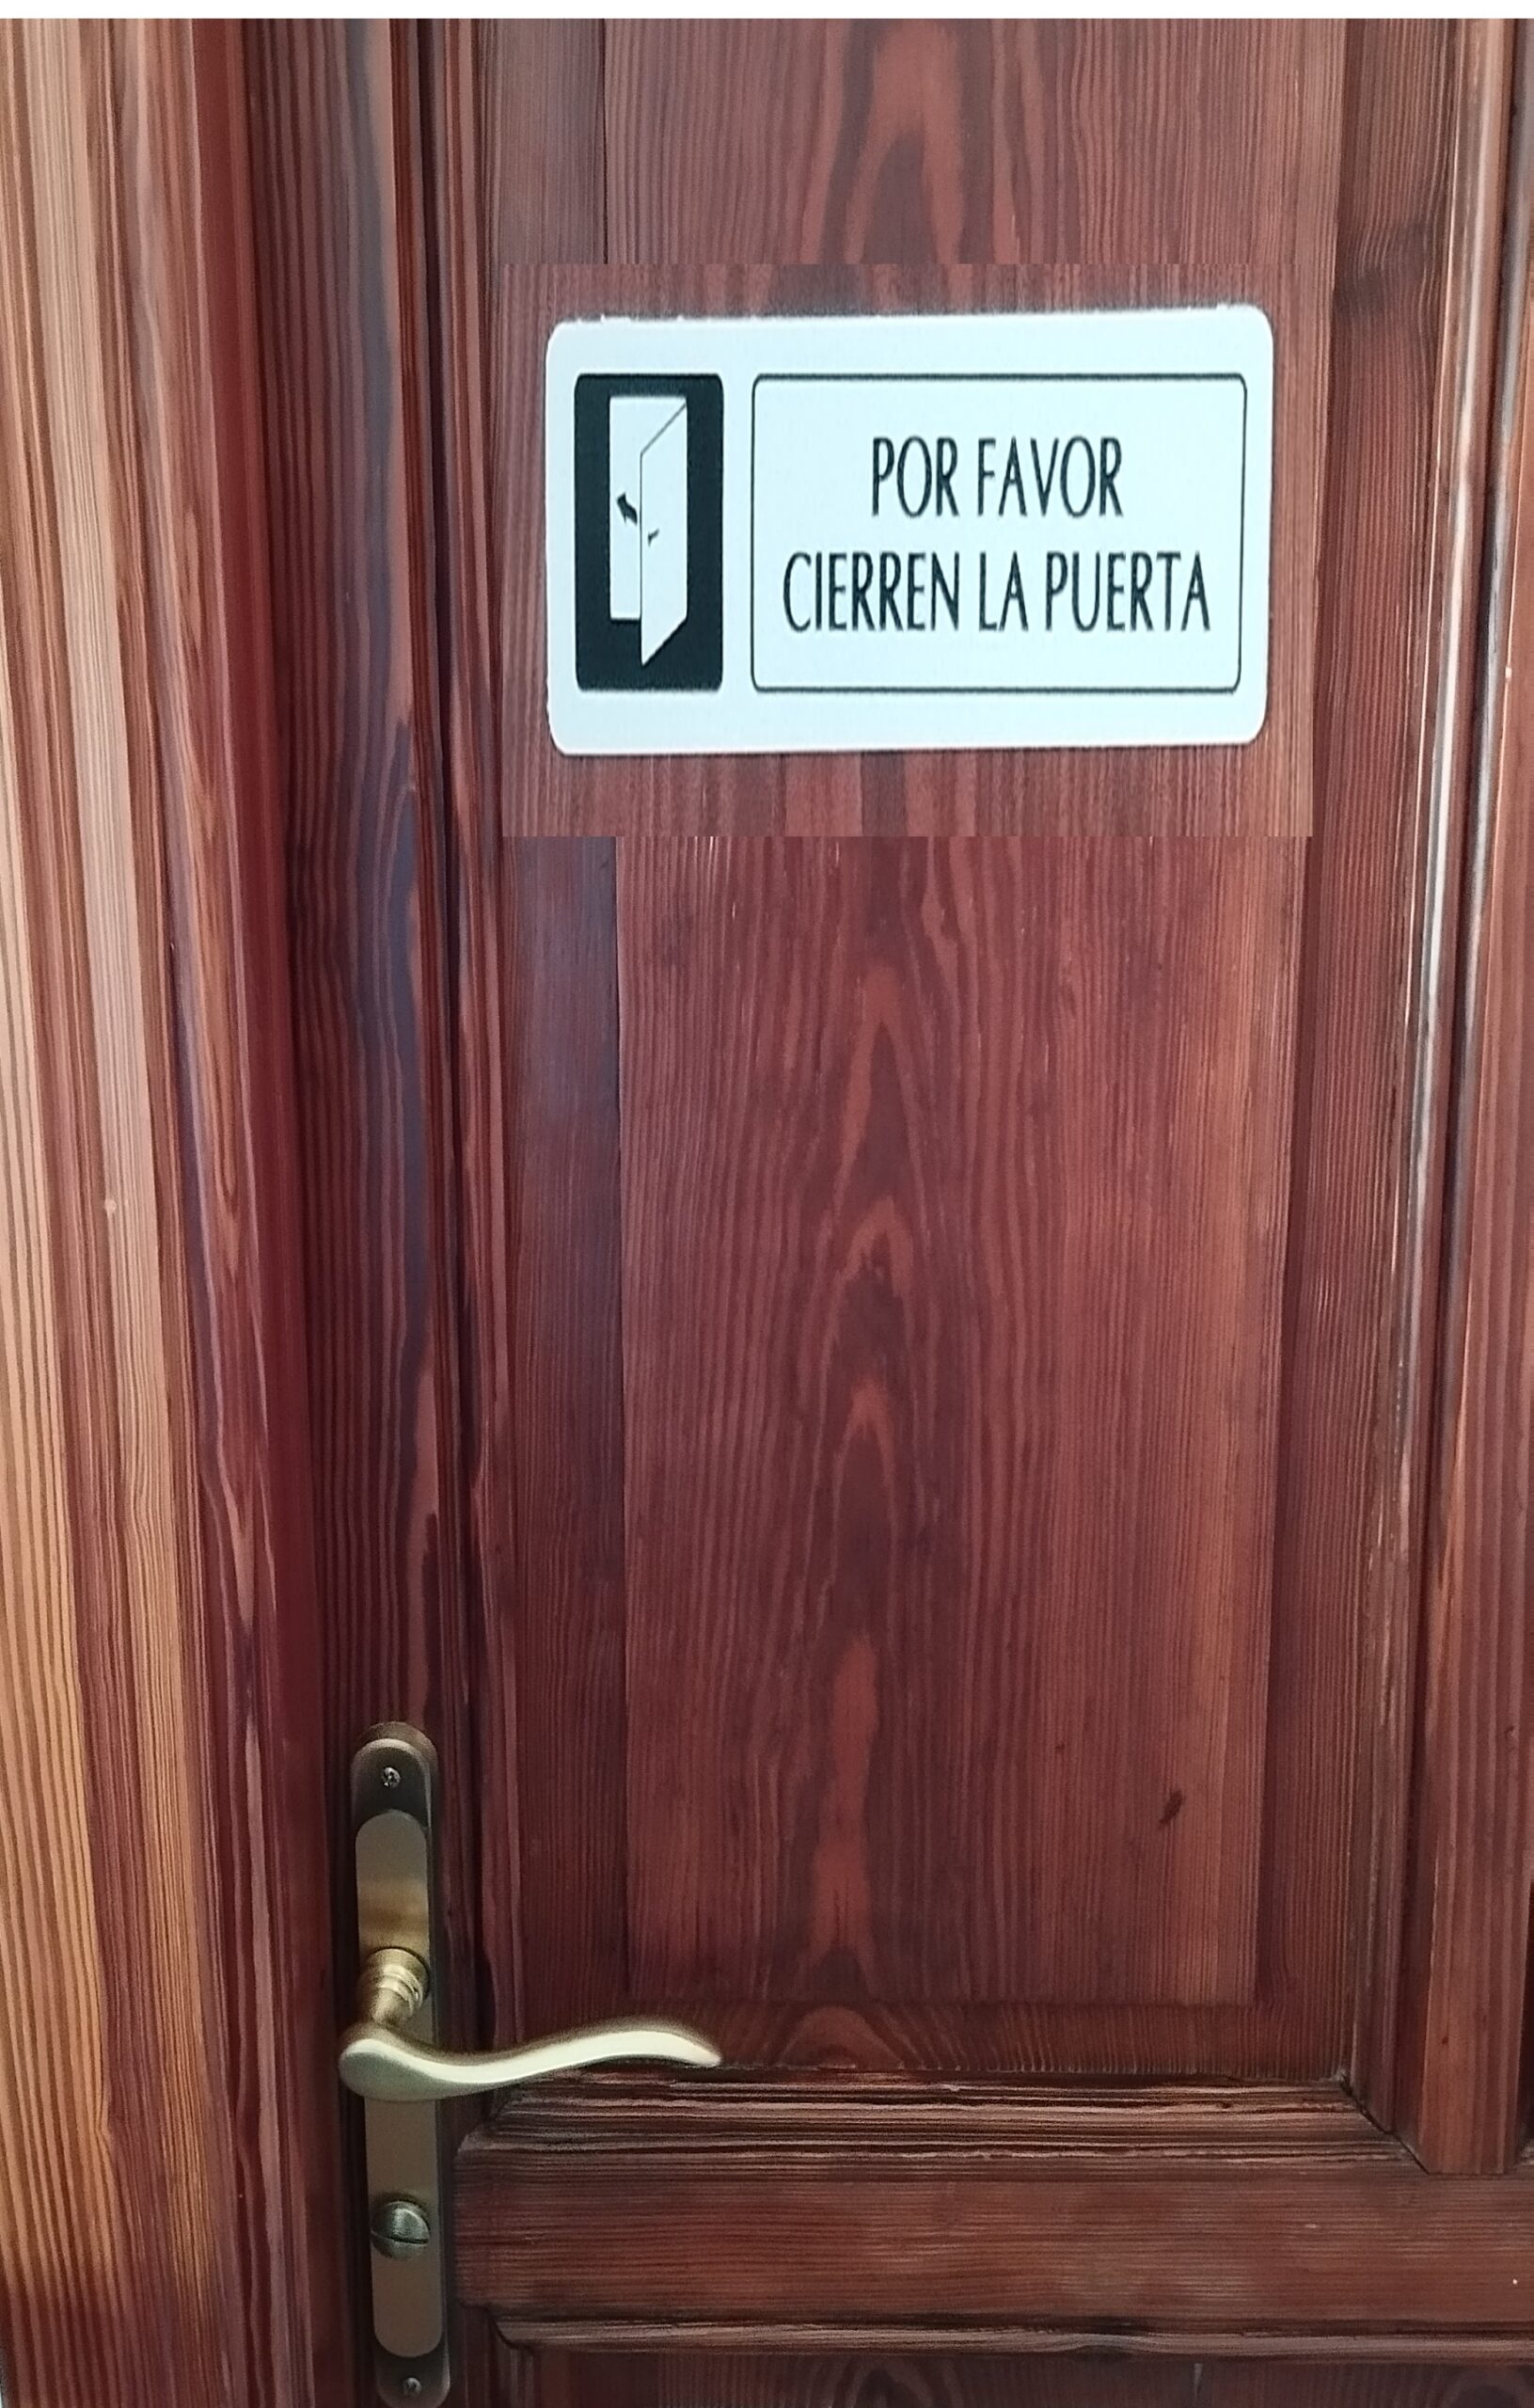 POR FAVOR
CIERREN LA PUERTA